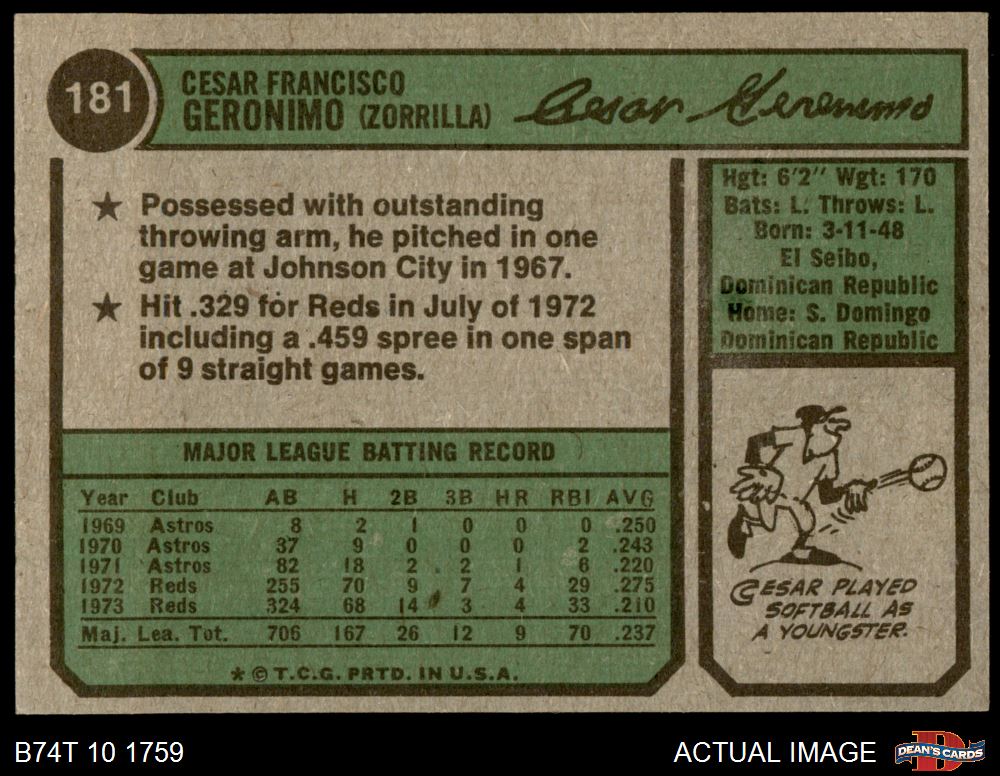 181
CESAR FRANCISCO
GERONIMO (ZORRILLA)
Cesar Geronimo
★ Possessed with outstanding
throwing arm, he pitched in one
game at Johnson City in 1967.
★ Hit .329 for Reds in July of 1972
including a .459 spree in one span
of 9 straight games.
Hgt: 6'2" Wgt: 170
Bats: L. Throws: L.
Born: 3-11-48
El Seibo,
Dominican Republic
Home: S. Domingo
Dominican Republic
MAJOR LEAGUE BATTING RECORD
Year Club AB H 2B 3B HR RBI AVG
1969 Astros 8 2 1 0 0 0 .250
1970 Astros 37 9 0 0 0 2 .243
1971 Astros 82 18 2 2 1 6 .220
1972 Reds 255 70 9 7 4 29 .275
1973 Reds 324 68 14 3 4 33 .210
Maj. Lea. Tot. 706 167 26 12 9 70 .237
* © T.C.G. PRTD. IN U.S.A.
CESAR PLAYED
SOFTBALL AS
A YOUNGSTER.
B74T 10 1759
ACTUAL IMAGE
DEAN'S CARDS